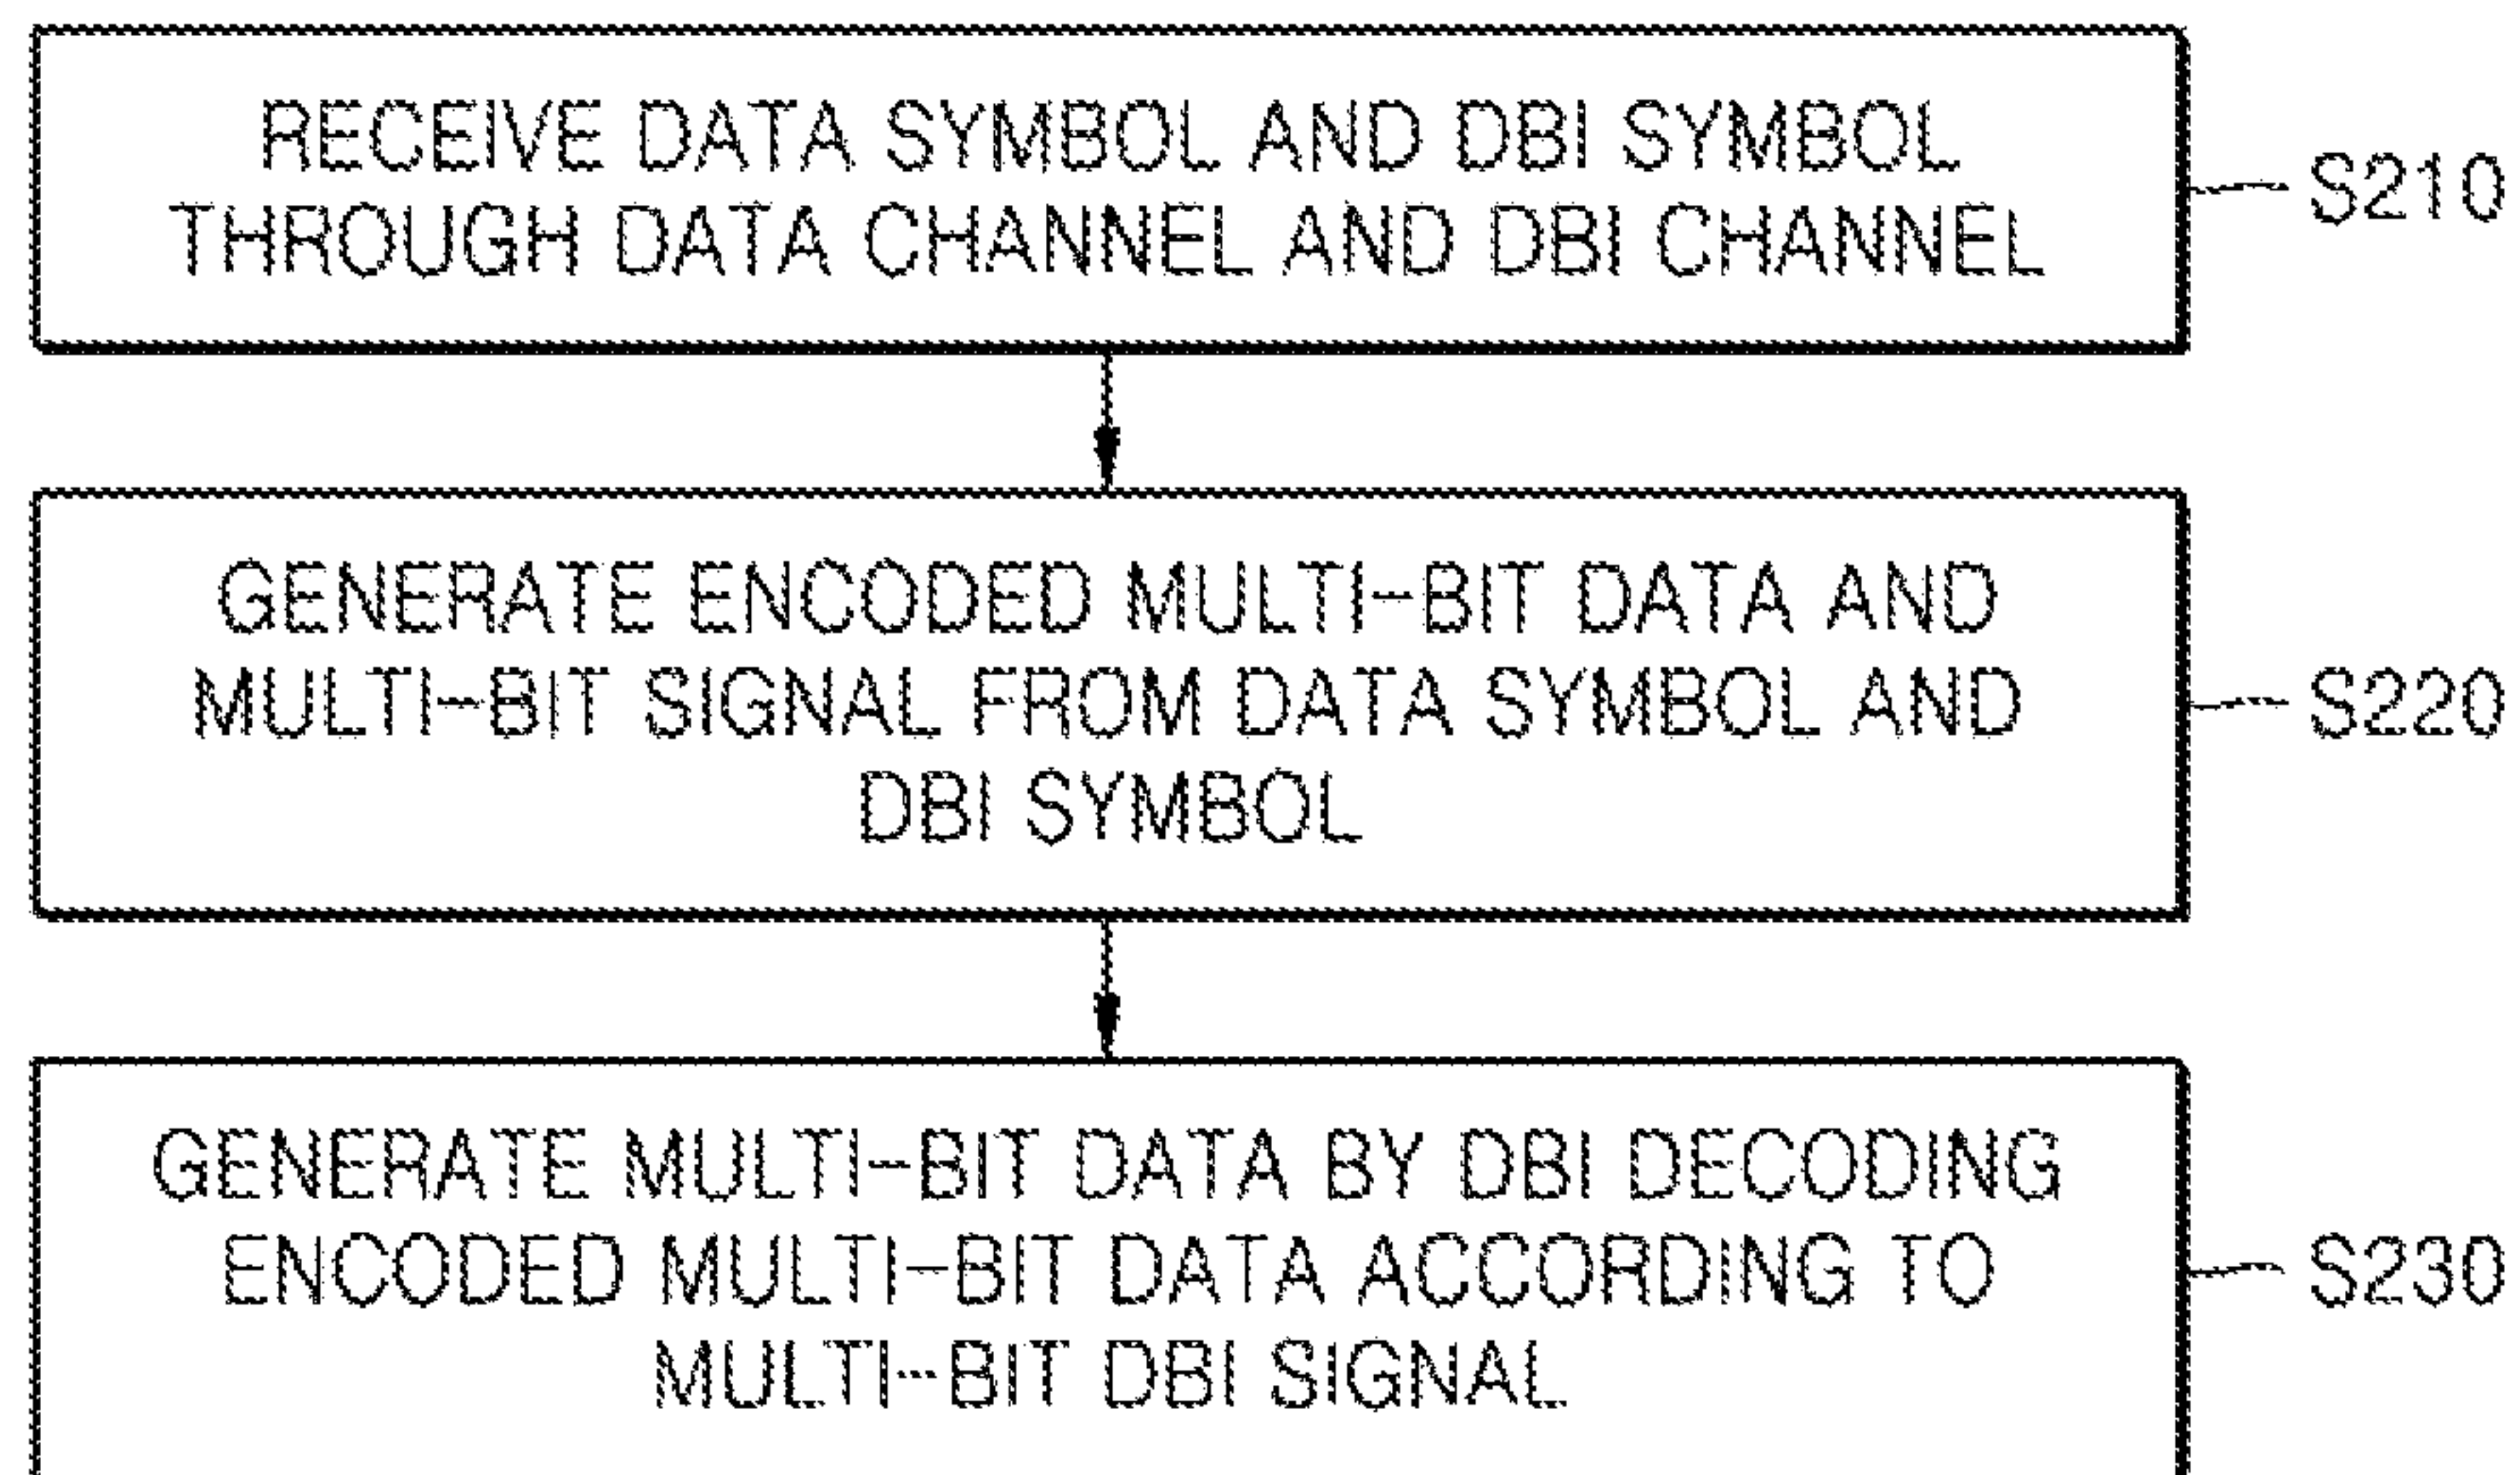 RECEIVE DATA SYMBOL AND DBI SYMBOL
THROUGH DATA CHANNEL AND DBI CHANNEL
S210
GENERATE ENCODED MULTI-BIT DATA AND
MULTI-BIT SIGNAL FROM DATA SYMBOL AND
DBI SYMBOL
S220
GENERATE MULTI-BIT DATA BY DBI DECODING
ENCODED MULTI-BIT DATA ACCORDING TO
MULTI-BIT DBI SIGNAL
S230